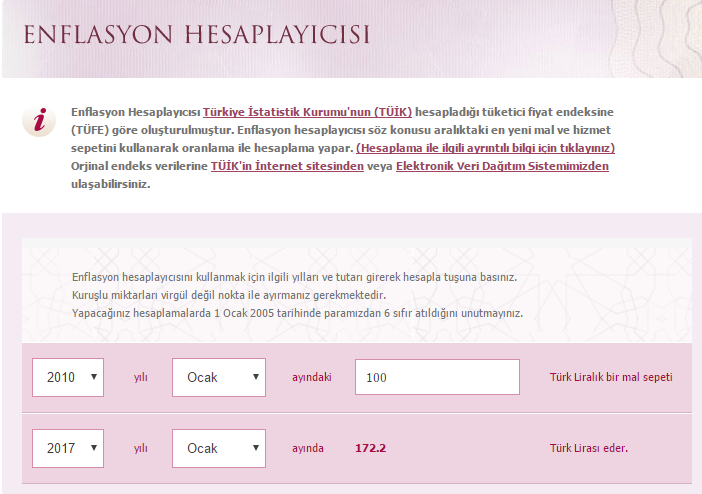 ENFLASYON HESAPLAYICISI
i
Enflasyon Hesaplayıcısı Türkiye İstatistik Kurumu'nun (TÜİK) hesapladığı tüketici fiyat endeksine
(TÜFE) göre oluşturulmuştur. Enflasyon hesaplayıcısı söz konusu aralıktaki en yeni mal ve hizmet
sepetini kullanarak oranlama ile hesaplama yapar. (Hesaplama ile ilgili ayrıntılı bilgi için tıklayınız)
Orjinal endeks verilerine TÜİK'in İnternet sitesinden veya Elektronik Veri Dağıtım Sistemimizden
ulaşabilirsiniz.
Enflasyon hesaplayıcısını kullanmak için ilgili yılları ve tutarı girerek hesapla tuşuna basınız.
Kuruşlu miktarları virgül değil nokta ile ayırmanız gerekmektedir.
Yapacağınız hesaplamalarda 1 Ocak 2005 tarihinde paramızdan 6 sıfır atıldığını unutmayınız.
2010 yılı Ocak ayındaki 100 Türk Liralık bir mal sepeti
2017 yılı Ocak ayında 172.2 Türk Lirası eder.